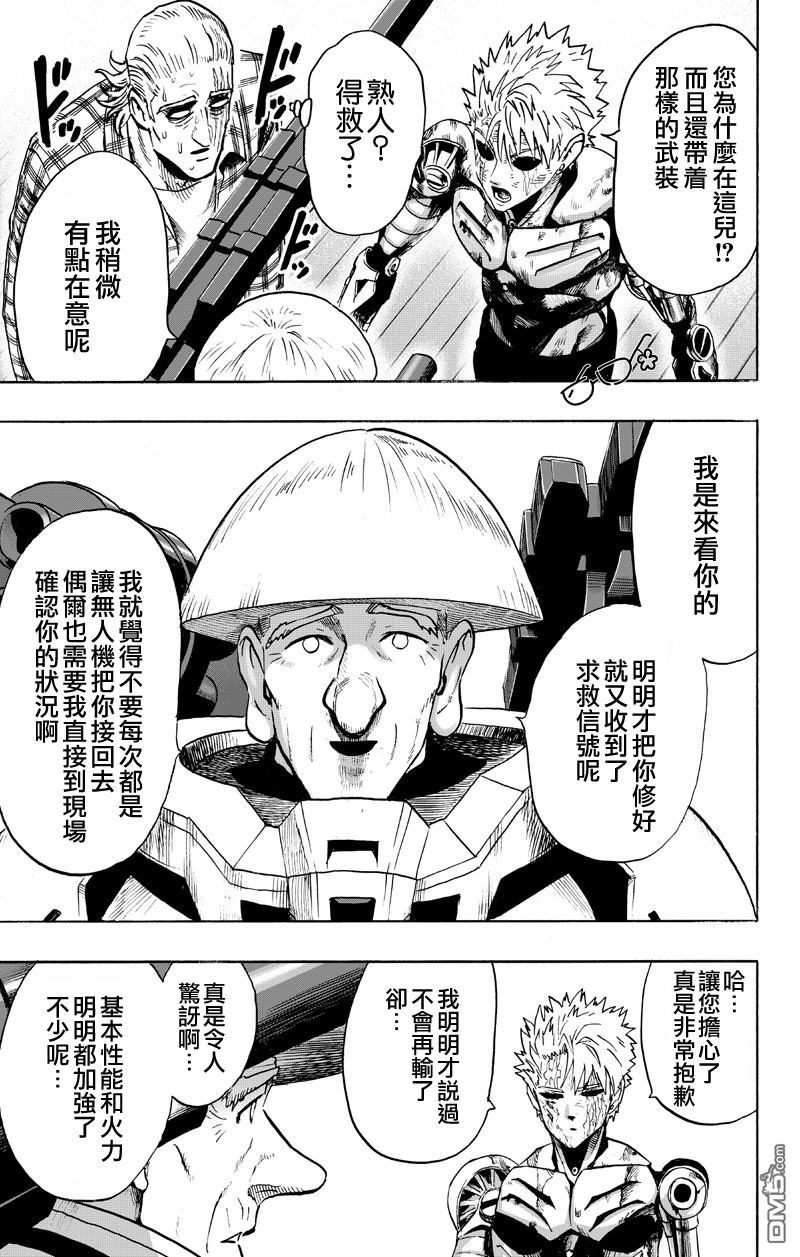 您為什麼在這兒!?
而且還帶着
那樣的武裝
熟人?
得救了…
我稍微
有點在意呢
我是來看你的
明明才把你修好
就又收到了
求救信號呢
我就覺得不要每次都是
讓無人機把你接回去
偶爾也需要我直接到現場
確認你的狀況啊
哈…
讓您擔心了
真是非常抱歉
我明明才説過
不會再輸了
卻…
真是令人
驚訝啊…
基本性能和火力
明明都加強了
不少呢…
DM5.com